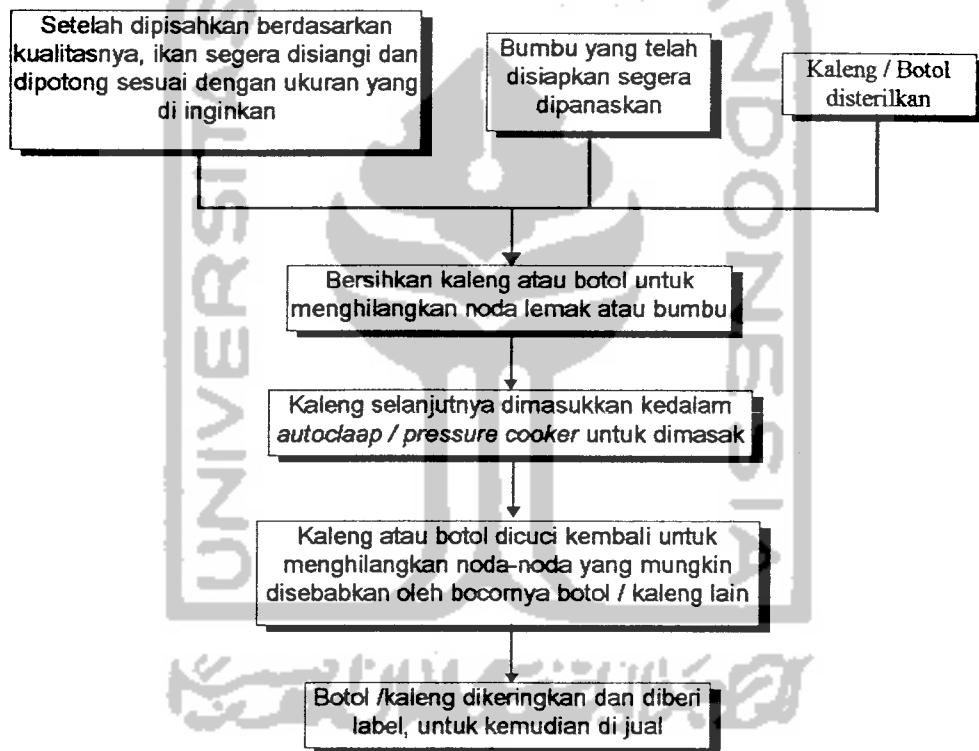 Setelah dipisahkan berdasarkan
kualitasnya, ikan segera disiangi dan
dipotong sesuai dengan ukuran yang
di inginkan
Bumbu yang telah
disiapkan segera
dipanaskan
Kaleng / Botol
disterilkan
Bersihkan kaleng atau botol untuk
menghilangkan noda lemak atau bumbu
Kaleng selanjutnya dimasukkan kedalam
autoclaap / pressure cooker untuk dimasak
Kaleng atau botol dicuci kembali untuk
menghilangkan noda-noda yang mungkin
disebabkan oleh bocornya botol / kaleng lain
Botol /kaleng dikeringkan dan diberi
label, untuk kemudian di jual
UNIVERSITAS
INDONESIA